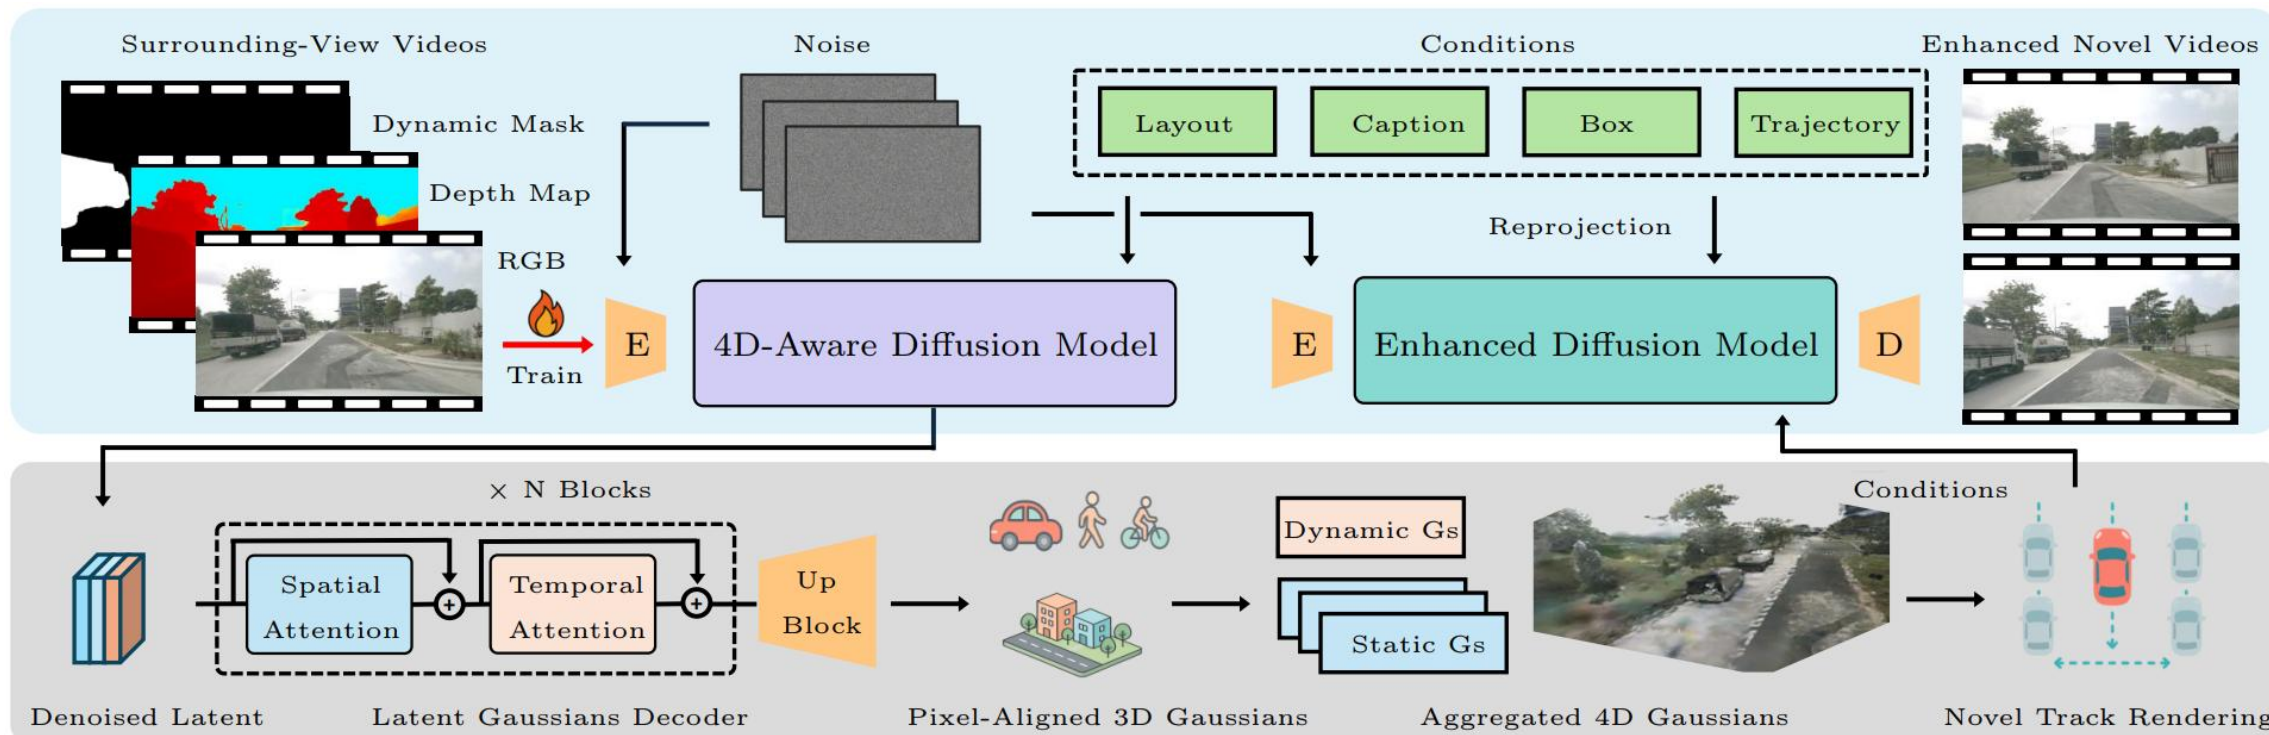 Surrounding-View Videos
Noise
Conditions
Enhanced Novel Videos
Dynamic Mask
Depth Map
RGB
Train
Layout
Caption
Box
Trajectory
Reprojection
E
4D-Aware Diffusion Model
E
Enhanced Diffusion Model
D
× N Blocks
Spatial
Attention
Temporal
Attention
Up
Block
Dynamic Gs
Static Gs
Conditions
Denoised Latent
Latent Gaussians Decoder
Pixel-Aligned 3D Gaussians
Aggregated 4D Gaussians
Novel Track Rendering